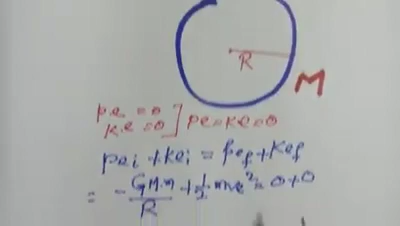 R
M
pe = 0
ke = 0 ] pe = ke = 0
pei + kei = pef + kef
= - GM.m/R + 1/2 mve² = 0 + 0